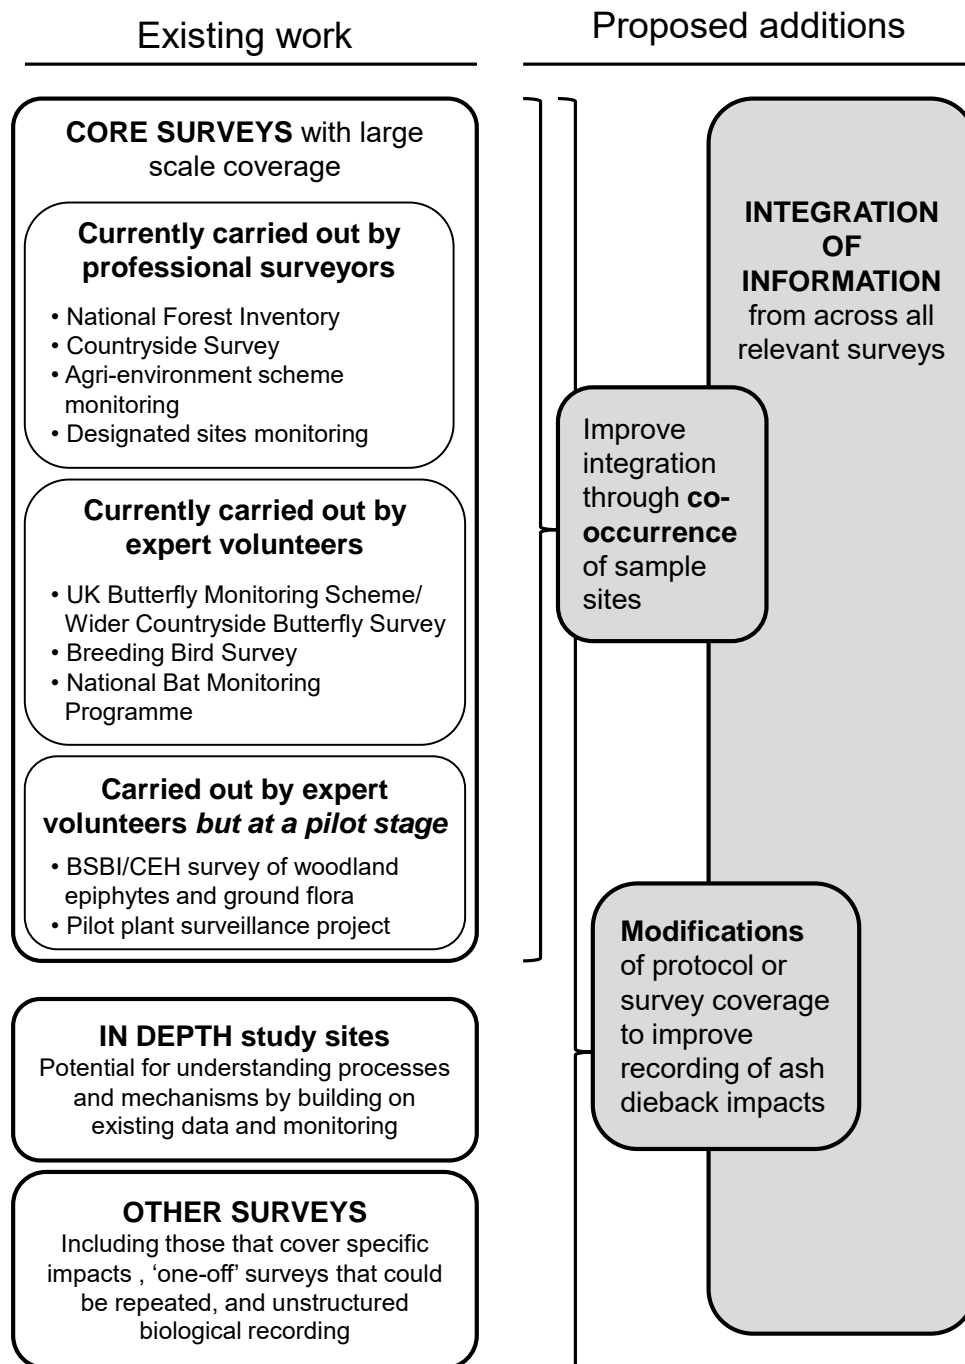 Existing work
Proposed additions
CORE SURVEYS with large
scale coverage
Currently carried out by
professional surveyors
• National Forest Inventory
• Countryside Survey
• Agri-environment scheme
monitoring
• Designated sites monitoring
Currently carried out by
expert volunteers
• UK Butterfly Monitoring Scheme/
Wider Countryside Butterfly Survey
• Breeding Bird Survey
• National Bat Monitoring
Programme
Carried out by expert
volunteers but at a pilot stage
• BSBI/CEH survey of woodland
epiphytes and ground flora
• Pilot plant surveillance project
IN DEPTH study sites
Potential for understanding processes
and mechanisms by building on
existing data and monitoring
OTHER SURVEYS
Including those that cover specific
impacts , ‘one-off’ surveys that could
be repeated, and unstructured
biological recording
INTEGRATION
OF
INFORMATION
from across all
relevant surveys
Improve
integration
through co-
occurrence
of sample
sites
Modifications
of protocol or
survey coverage
to improve
recording of ash
dieback impacts